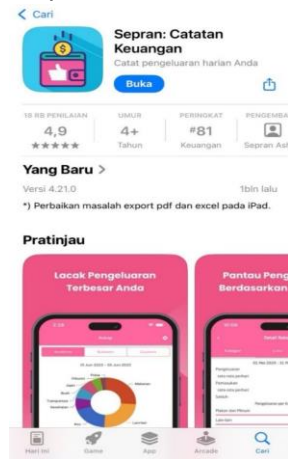 Cari
Sepran: Catatan
Keuangan
Catat pengeluaran harian Anda
Buka
18 RB PENILAIAN
UMUR
PERINGKAT
PENGEMBA
4,9
4+
#81
Tahun
Keuangan
Sepran Ash
Yang Baru >
Versi 4.21.0
1bln lalu
*) Perbaikan masalah export pdf dan excel pada iPad.
Pratinjau
Lacak Pengeluaran
Terbesar Anda
Pantau Peng
Berdasarkan
Hari ini
Game
App
Arcade
Cari